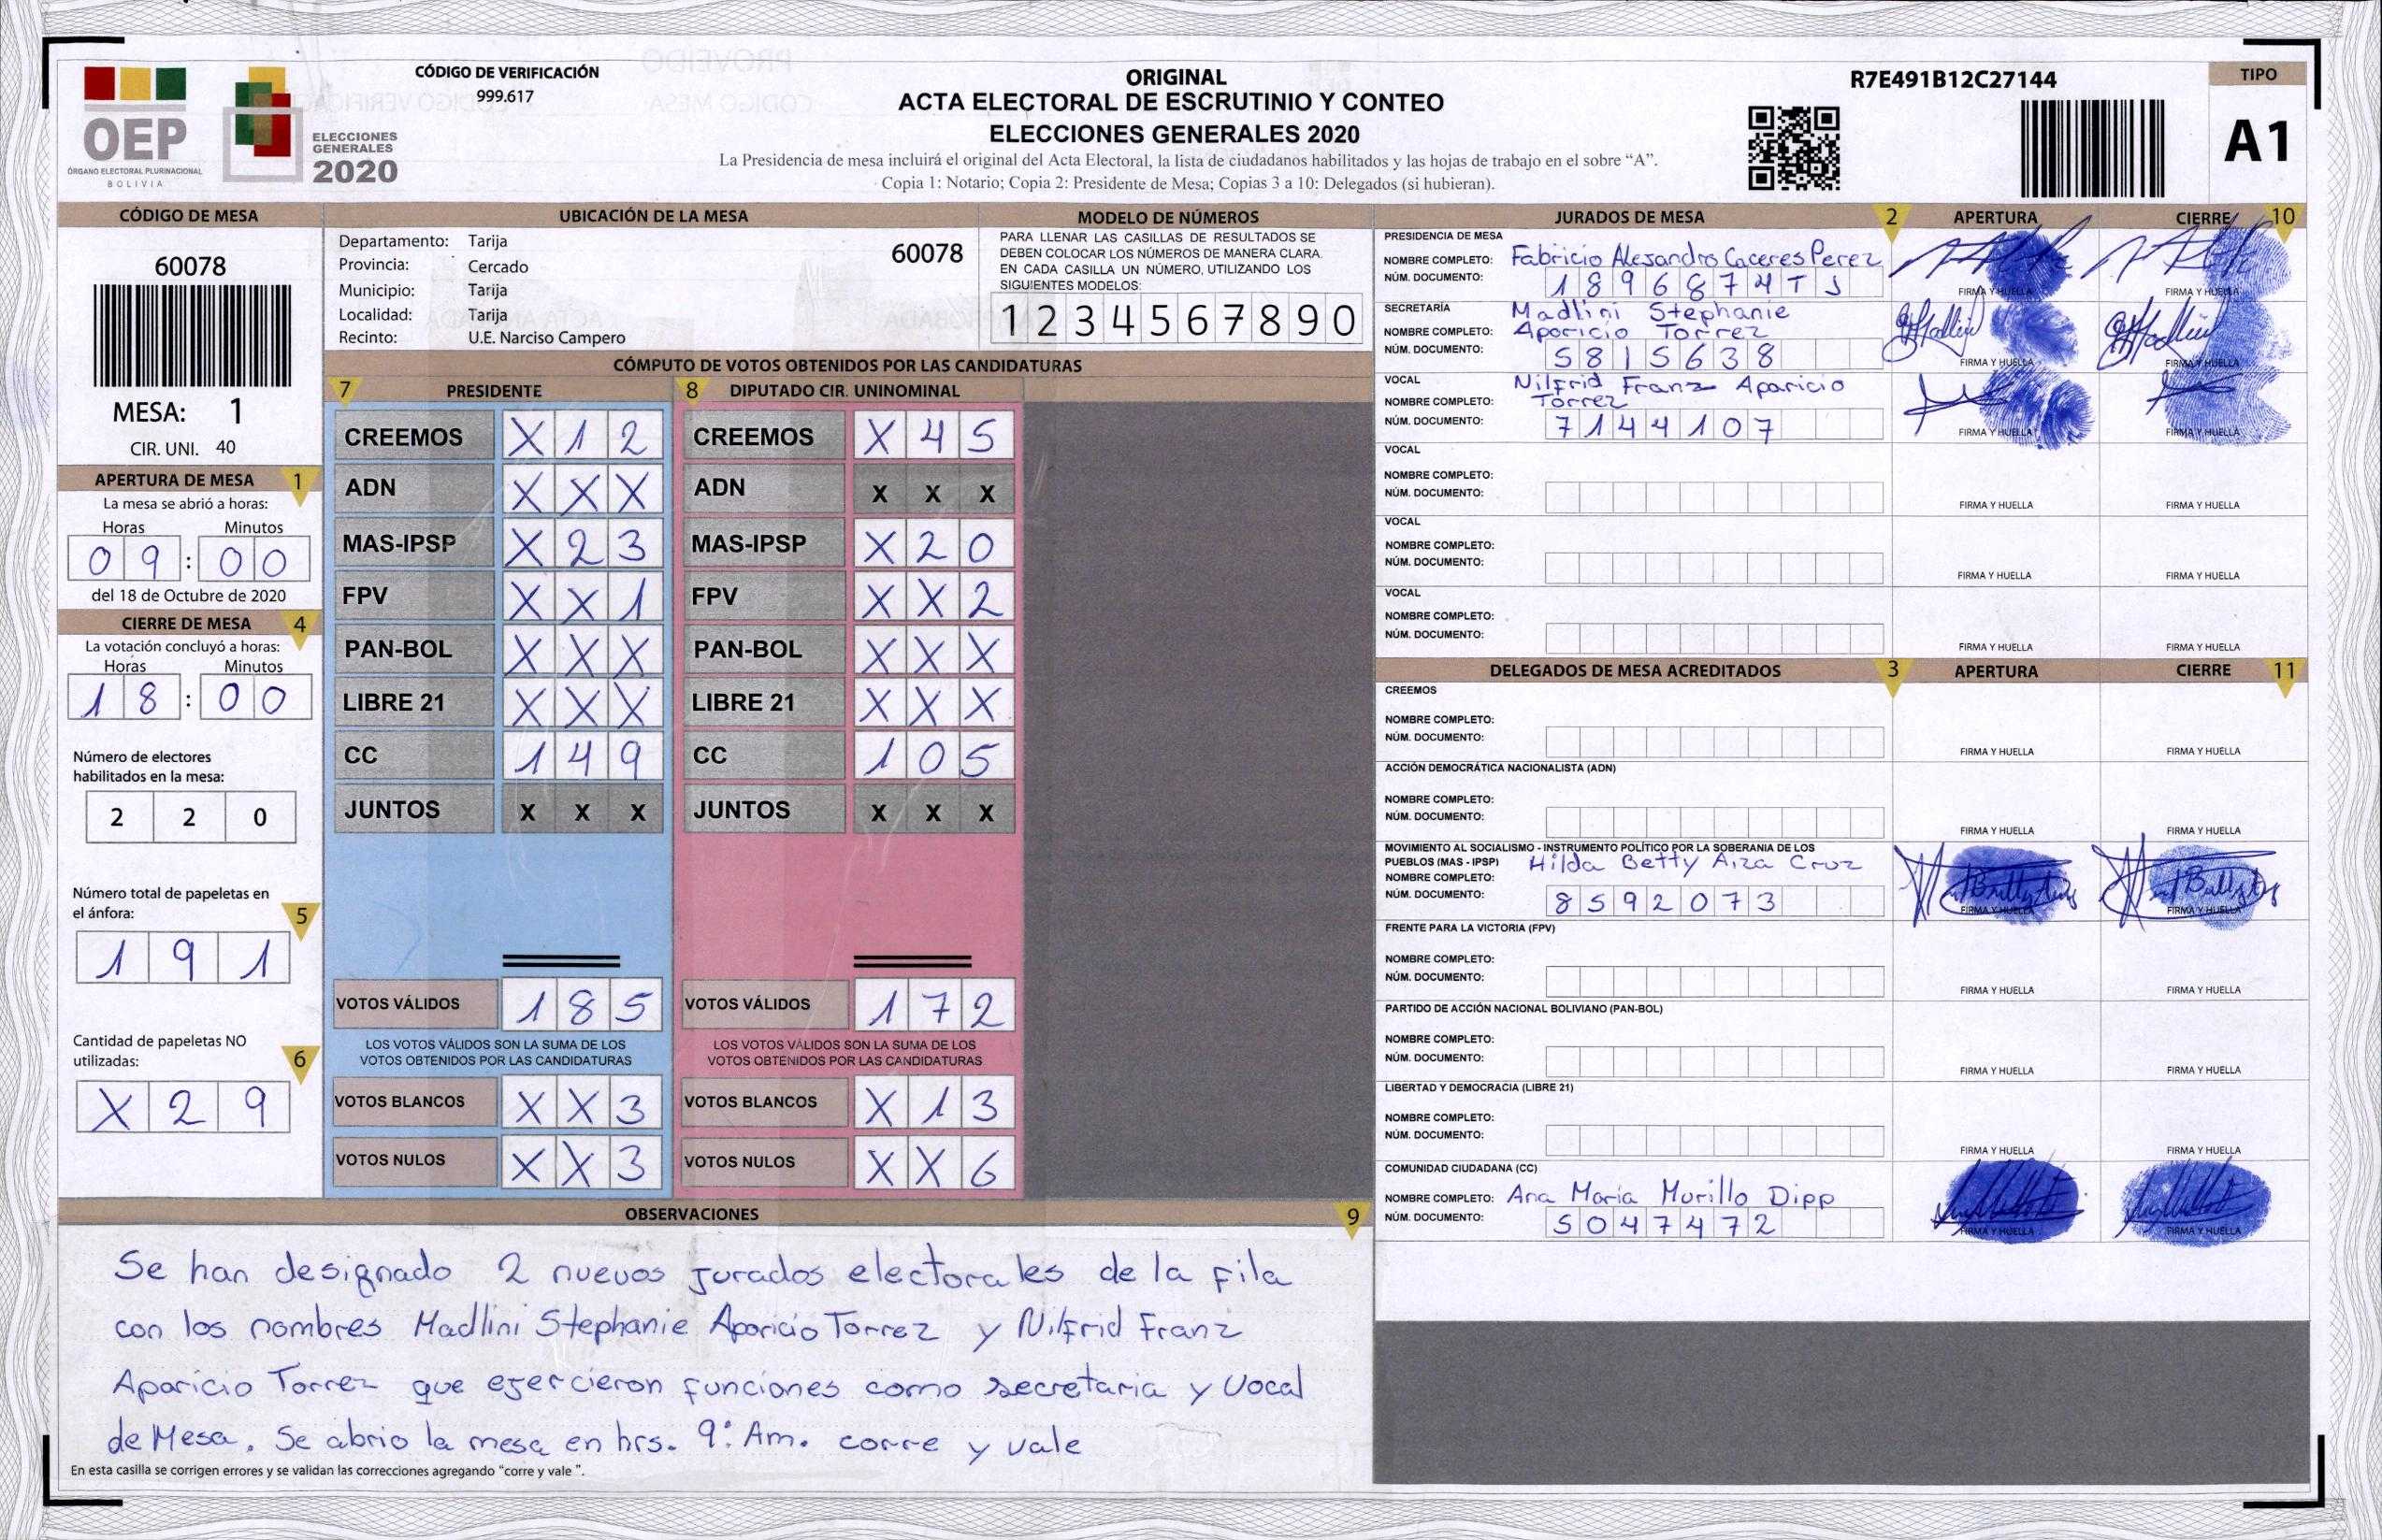 OEP
ÓRGANO ELECTORAL PLURINACIONAL
BOLIVIA
ELECCIONES
GENERALES
2020
CÓDIGO DE VERIFICACIÓN
999.617
ORIGINAL
ACTA ELECTORAL DE ESCRUTINIO Y CONTEO
ELECCIONES GENERALES 2020
La Presidencia de mesa incluirá el original del Acta Electoral, la lista de ciudadanos habilitados y las hojas de trabajo en el sobre “A”.
Copia 1: Notario; Copia 2: Presidente de Mesa; Copias 3 a 10: Delegados (si hubieran).
R7E491B12C27144
TIPO
A1
CÓDIGO DE MESA
60078
MESA: 1
CIR. UNI. 40
APERTURA DE MESA 1
La mesa se abrió a horas:
Horas Minutos
0 9 : 0 0
del 18 de Octubre de 2020
CIERRE DE MESA 4
La votación concluyó a horas:
Horas Minutos
1 8 : 0 0
Número de electores
habilitados en la mesa:
2 2 0
Número total de papeletas en
el ánfora: 5
1 9 1
Cantidad de papeletas NO
utilizadas: 6
X 2 9
UBICACIÓN DE LA MESA
Departamento: Tarija 60078
Provincia: Cercado
Municipio: Tarija
Localidad: Tarija
Recinto: U.E. Narciso Campero
MODELO DE NÚMEROS
PARA LLENAR LAS CASILLAS DE RESULTADOS SE
DEBEN COLOCAR LOS NÚMEROS DE MANERA CLARA.
EN CADA CASILLA UN NÚMERO, UTILIZANDO LOS
SIGUIENTES MODELOS:
1 2 3 4 5 6 7 8 9 0
CÓMPUTO DE VOTOS OBTENIDOS POR LAS CANDIDATURAS
7 PRESIDENTE 8 DIPUTADO CIR. UNINOMINAL
CREEMOS X 1 2 CREEMOS X 4 5
ADN X X X ADN X X X
MAS-IPSP X 2 3 MAS-IPSP X 2 0
FPV X X 1 FPV X X 2
PAN-BOL X X X PAN-BOL X X X
LIBRE 21 X X X LIBRE 21 X X X
CC 1 4 9 CC 1 0 5
JUNTOS X X X JUNTOS X X X
VOTOS VÁLIDOS 1 8 5 VOTOS VÁLIDOS 1 7 2
LOS VOTOS VÁLIDOS SON LA SUMA DE LOS LOS VOTOS VÁLIDOS SON LA SUMA DE LOS
VOTOS OBTENIDOS POR LAS CANDIDATURAS VOTOS OBTENIDOS POR LAS CANDIDATURAS
VOTOS BLANCOS X X 3 VOTOS BLANCOS X 1 3
VOTOS NULOS X X 3 VOTOS NULOS X X 6
OBSERVACIONES 9
Se han designado 2 nuevos jurados electorales de la fila
con los nombres Madlini Stephanie Aparicio Torrez y Nilfrid Franz
Aparicio Torrez que ejercieron funciones como secretaria y Vocal
de Mesa. Se abrio la mesa en hrs. 9: Am. corre y vale
En esta casilla se corrigen errores y se validan las correcciones agregando “corre y vale ”.
JURADOS DE MESA 2 APERTURA CIERRE 10
PRESIDENCIA DE MESA
NOMBRE COMPLETO: Fabricio Alejandro Caceres Perez
NÚM. DOCUMENTO: 1 8 9 6 8 7 4 T J
FIRMA Y HUELLA FIRMA Y HUELLA
SECRETARÍA Madlini Stephanie
NOMBRE COMPLETO: Aparicio Torrez
NÚM. DOCUMENTO: 5 8 1 5 6 3 8
FIRMA Y HUELLA FIRMA Y HUELLA
VOCAL Nilfrid Franz Aparicio
NOMBRE COMPLETO: Torrez
NÚM. DOCUMENTO: 7 1 4 4 1 0 7
FIRMA Y HUELLA FIRMA Y HUELLA
VOCAL
NOMBRE COMPLETO:
NÚM. DOCUMENTO:
FIRMA Y HUELLA FIRMA Y HUELLA
VOCAL
NOMBRE COMPLETO:
NÚM. DOCUMENTO:
FIRMA Y HUELLA FIRMA Y HUELLA
VOCAL
NOMBRE COMPLETO:
NÚM. DOCUMENTO:
FIRMA Y HUELLA FIRMA Y HUELLA
DELEGADOS DE MESA ACREDITADOS 3 APERTURA CIERRE 11
CREEMOS
NOMBRE COMPLETO:
NÚM. DOCUMENTO:
FIRMA Y HUELLA FIRMA Y HUELLA
ACCIÓN DEMOCRÁTICA NACIONALISTA (ADN)
NOMBRE COMPLETO:
NÚM. DOCUMENTO:
FIRMA Y HUELLA FIRMA Y HUELLA
MOVIMIENTO AL SOCIALISMO - INSTRUMENTO POLÍTICO POR LA SOBERANIA DE LOS
PUEBLOS (MAS - IPSP) Hilda Betty Aiza Cruz
NOMBRE COMPLETO:
NÚM. DOCUMENTO: 8 5 9 2 0 7 3
FIRMA Y HUELLA FIRMA Y HUELLA
FRENTE PARA LA VICTORIA (FPV)
NOMBRE COMPLETO:
NÚM. DOCUMENTO:
FIRMA Y HUELLA FIRMA Y HUELLA
PARTIDO DE ACCIÓN NACIONAL BOLIVIANO (PAN-BOL)
NOMBRE COMPLETO:
NÚM. DOCUMENTO:
FIRMA Y HUELLA FIRMA Y HUELLA
LIBERTAD Y DEMOCRACIA (LIBRE 21)
NOMBRE COMPLETO:
NÚM. DOCUMENTO:
FIRMA Y HUELLA FIRMA Y HUELLA
COMUNIDAD CIUDADANA (CC)
NOMBRE COMPLETO: Ana María Murillo Dipp
NÚM. DOCUMENTO: 5 0 4 7 4 7 2
FIRMA Y HUELLA FIRMA Y HUELLA